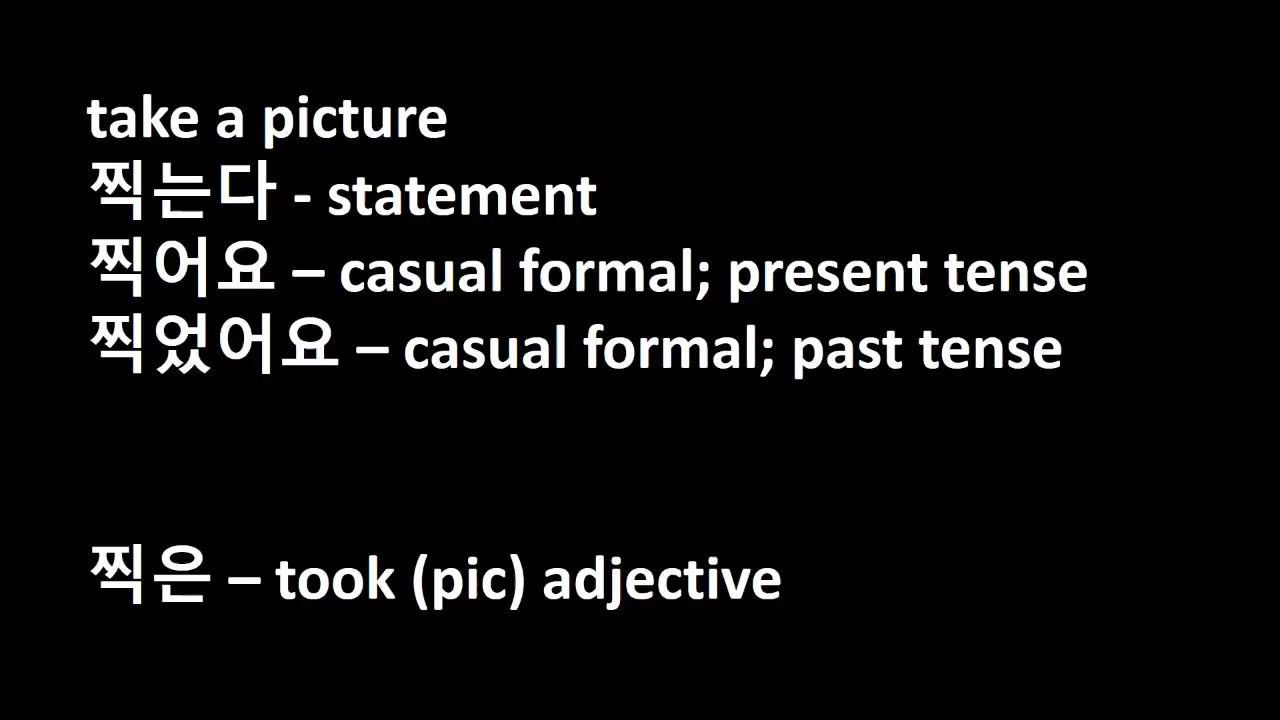 take a picture
찍는다 - statement
찍어요 – casual formal; present tense
찍었어요 – casual formal; past tense
찍은 – took (pic) adjective